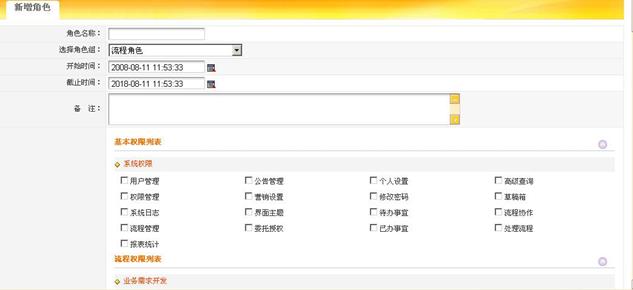 新增角色
角色名称：
选择角色组： 流程角色
开始时间： 2008-08-11 11:53:33
截止时间： 2018-08-11 11:53:33
备 注：
基本权限列表
系统权限
用户管理 公告管理 个人设置 高级查询
权限管理 营销设置 修改密码 草稿箱
系统日志 界面主题 待办事宜 流程协作
流程管理 委托授权 已办事宜 处理流程
报表统计
流程权限列表
业务需求开发